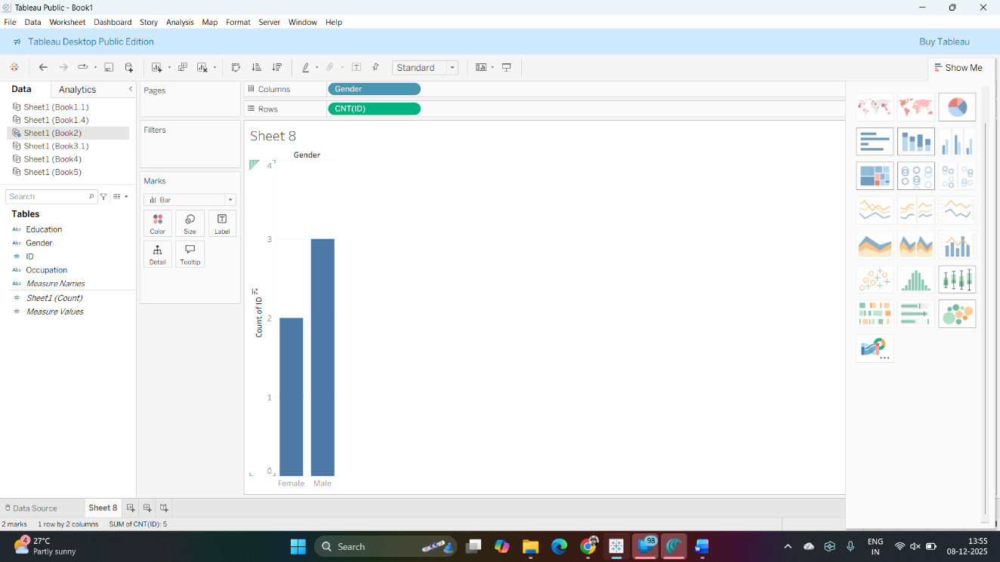 Tableau Public - Book1
File Data Worksheet Dashboard Story Analysis Map Format Server Window Help
Tableau Desktop Public Edition
Buy Tableau
Standard
Show Me
Data
Analytics
Sheet1 (Book1.1)
Sheet1 (Book1.4)
Sheet1 (Book2)
Sheet1 (Book3.1)
Sheet1 (Book4)
Sheet1 (Book5)
Search
Tables
Abc Education
Abc Gender
# ID
Abc Occupation
Abc Measure Names
# Sheet1 (Count)
# Measure Values
Pages
Filters
Marks
Bar
Color Size Label
Detail Tooltip
Columns Gender
Rows CNT(ID)
Sheet 8
Gender
4
3
2
1
0
Count of ID
Female Male
Data Source Sheet 8
2 marks 1 row by 2 columns SUM of CNT(ID): 5
4
27°C
Partly sunny
Search
98
ENG
IN
13:55
08-12-2025